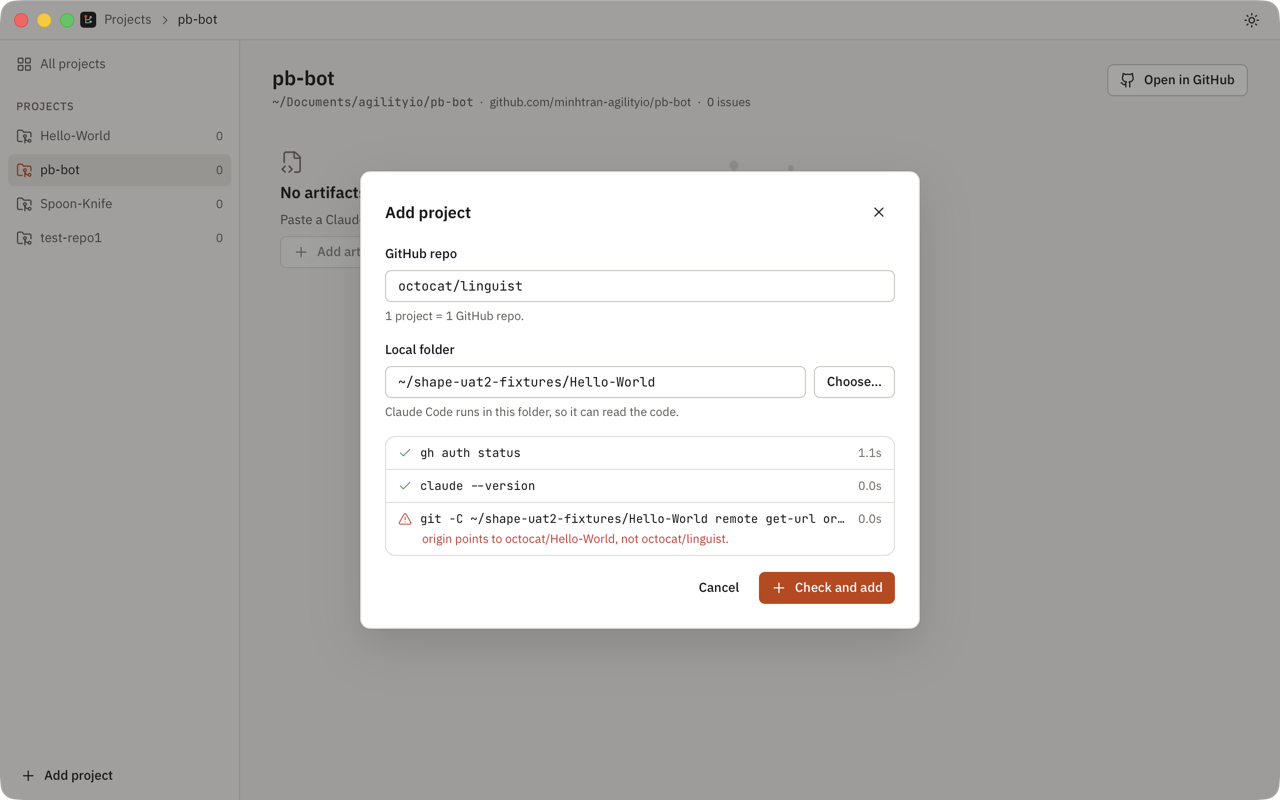 Projects > pb-bot
All projects
PROJECTS
Hello-World 0
pb-bot 0
Spoon-Knife 0
test-repo1 0
Add project
pb-bot
~/Documents/agilityio/pb-bot · github.com/minhtran-agilityio/pb-bot · 0 issues
Open in GitHub
No artifacts
Paste a Claud
Add art
Add project
GitHub repo
octocat/linguist
1 project = 1 GitHub repo.
Local folder
~/shape-uat2-fixtures/Hello-World
Choose...
Claude Code runs in this folder, so it can read the code.
gh auth status 1.1s
claude --version 0.0s
git -C ~/shape-uat2-fixtures/Hello-World remote get-url or… 0.0s
origin points to octocat/Hello-World, not octocat/linguist.
Cancel
Check and add